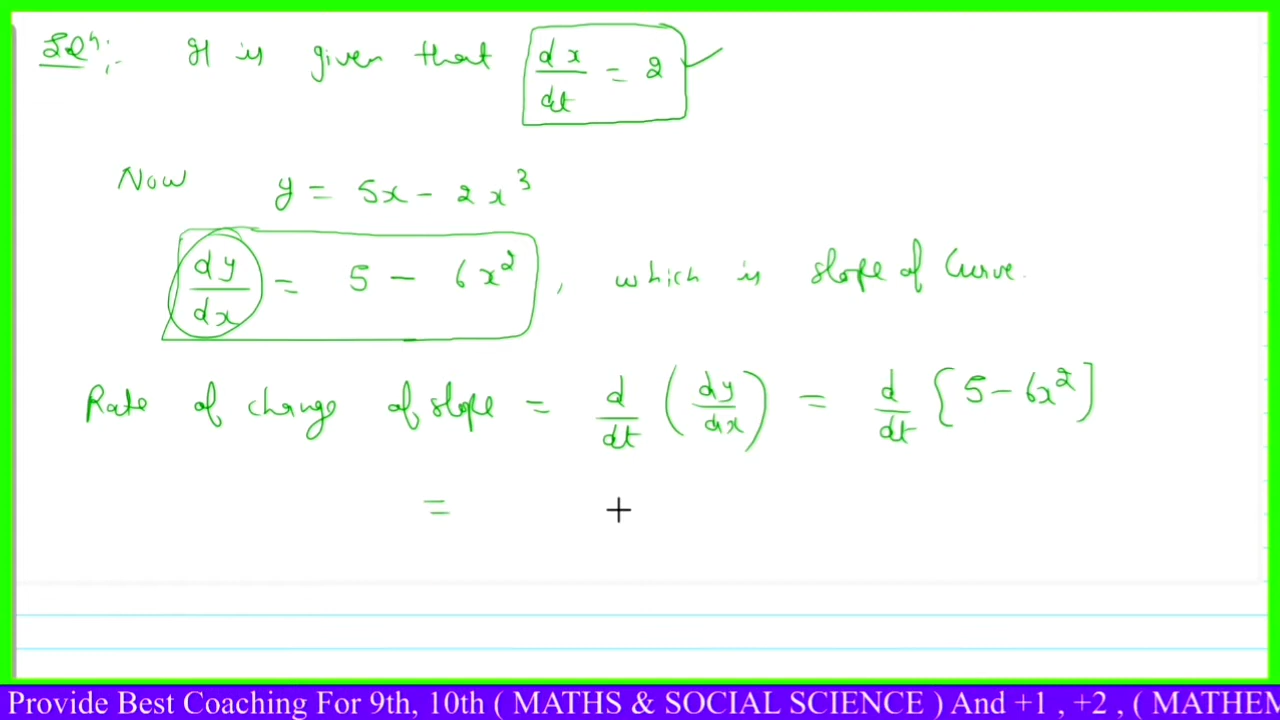 Solⁿ:- It is given that dx/dt = 2
Now y = 5x - 2x³
dy/dx = 5 - 6x², which is slope of curve.
Rate of change of slope = d/dt (dy/dx) = d/dt [5 - 6x²]
=
Provide Best Coaching For 9th, 10th ( MATHS & SOCIAL SCIENCE ) And +1 , +2 , ( MATHEM